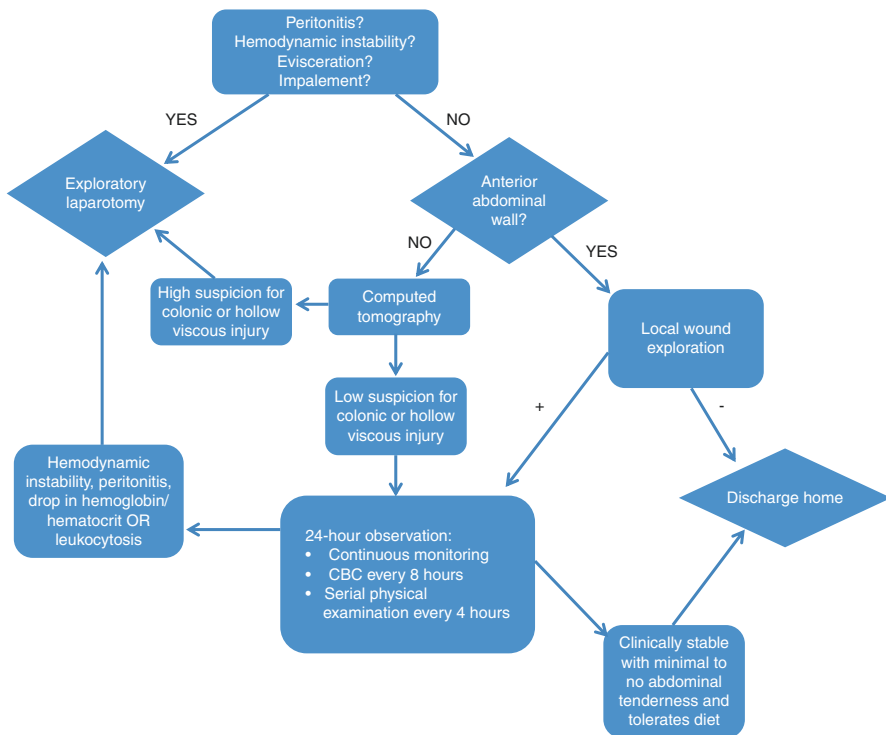 Peritonitis?
Hemodynamic instability?
Evisceration?
Impalement?
YES
NO
Exploratory
laparotomy
Anterior
abdominal
wall?
NO
YES
High suspicion for
colonic or hollow
viscous injury
Computed
tomography
Local wound
exploration
Low suspicion for
colonic or hollow
viscous injury
+
-
Hemodynamic
instability, peritonitis,
drop in hemoglobin/
hematocrit OR
leukocytosis
Discharge home
24-hour observation:
• Continuous monitoring
• CBC every 8 hours
• Serial physical
examination every 4 hours
Clinically stable
with minimal to
no abdominal
tenderness and
tolerates diet